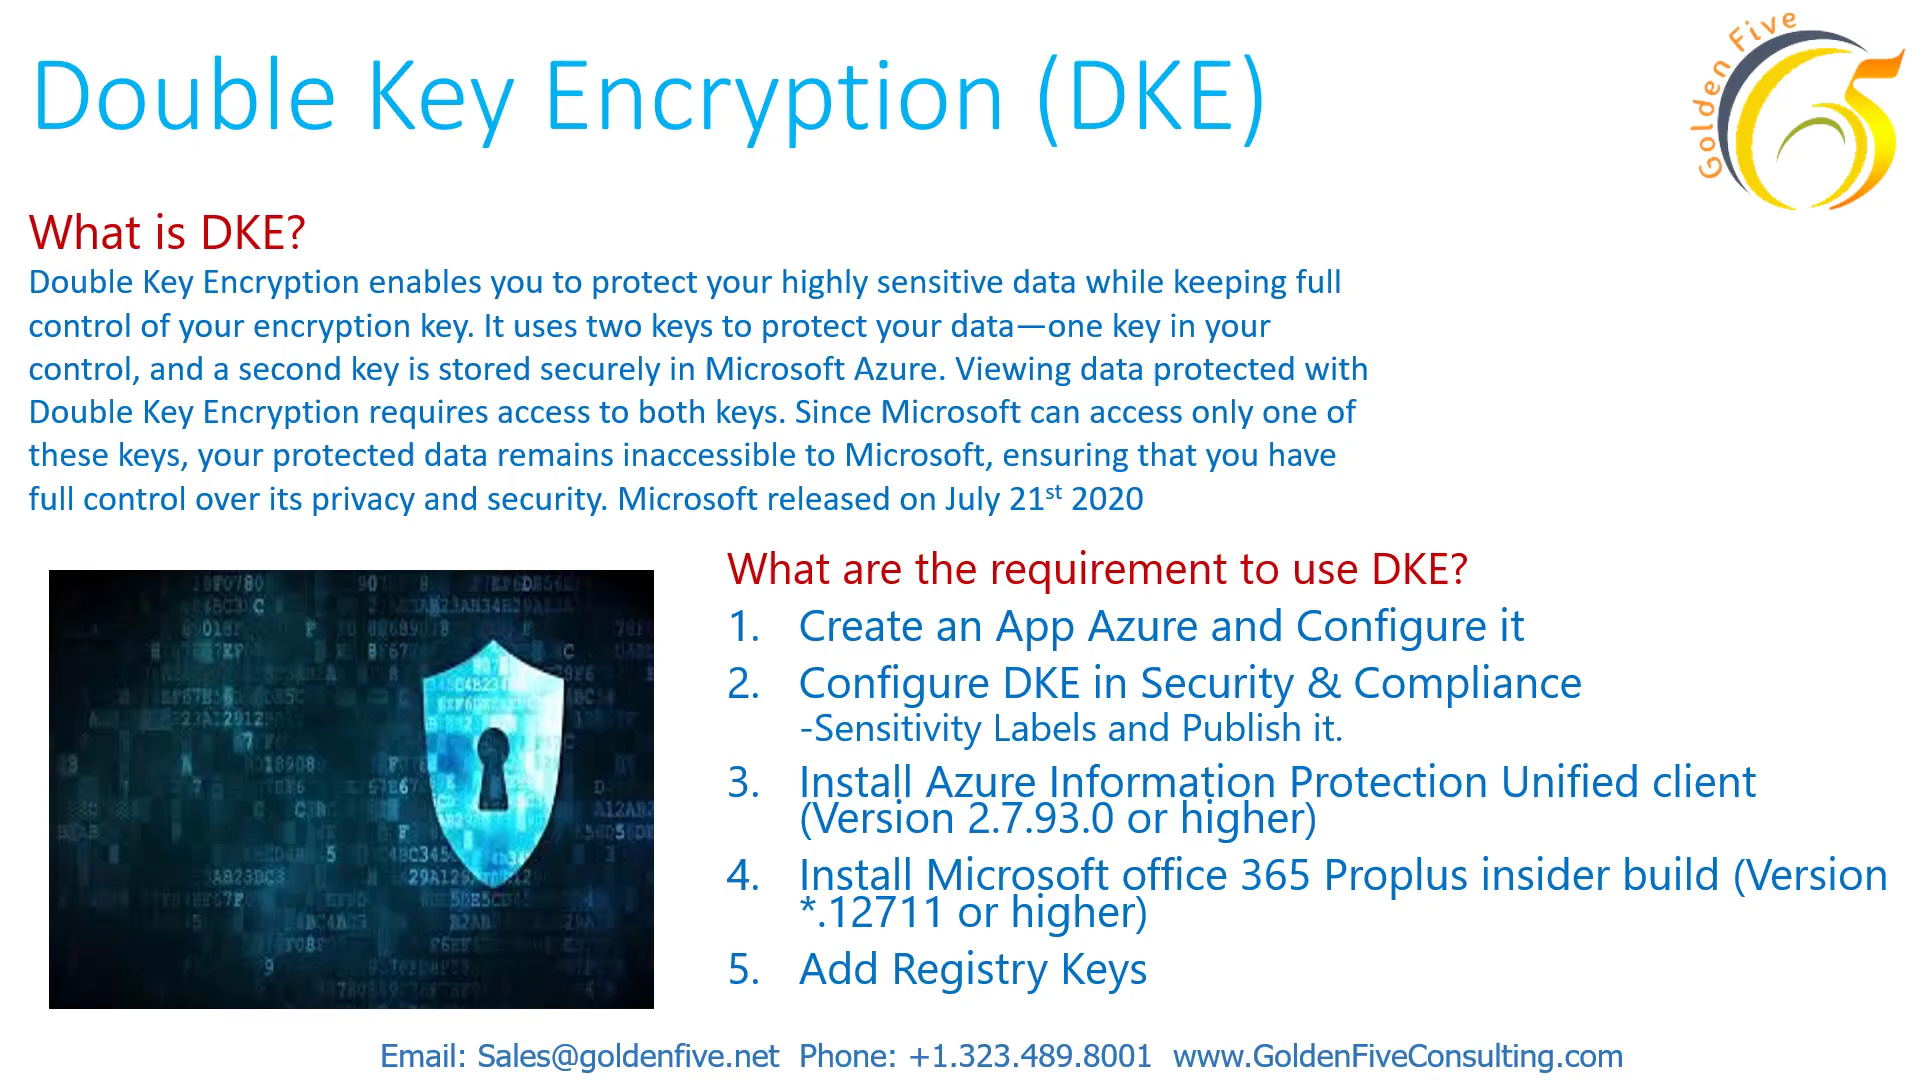 Double Key Encryption (DKE)
Golden Five
What is DKE?
Double Key Encryption enables you to protect your highly sensitive data while keeping full
control of your encryption key. It uses two keys to protect your data—one key in your
control, and a second key is stored securely in Microsoft Azure. Viewing data protected with
Double Key Encryption requires access to both keys. Since Microsoft can access only one of
these keys, your protected data remains inaccessible to Microsoft, ensuring that you have
full control over its privacy and security. Microsoft released on July 21st 2020
What are the requirement to use DKE?
1. Create an App Azure and Configure it
2. Configure DKE in Security & Compliance
-Sensitivity Labels and Publish it.
3. Install Azure Information Protection Unified client
(Version 2.7.93.0 or higher)
4. Install Microsoft office 365 Proplus insider build (Version
*.12711 or higher)
5. Add Registry Keys
Email: Sales@goldenfive.net Phone: +1.323.489.8001 www.GoldenFiveConsulting.com